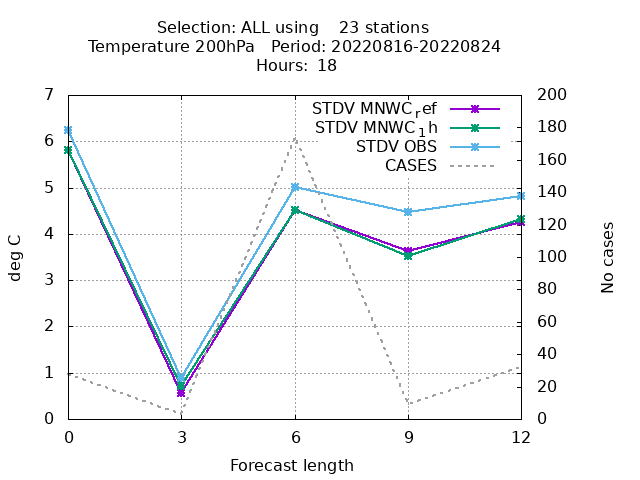 Selection: ALL using    23 stations
Temperature 200hPa   Period: 20220816-20220824
Hours: 18
STDV MNWC_ref
STDV MNWC_1h
STDV OBS
CASES
deg C
No cases
7
6
5
4
3
2
1
0
200
180
160
140
120
100
80
60
40
20
0
0 3 6 9 12
Forecast length